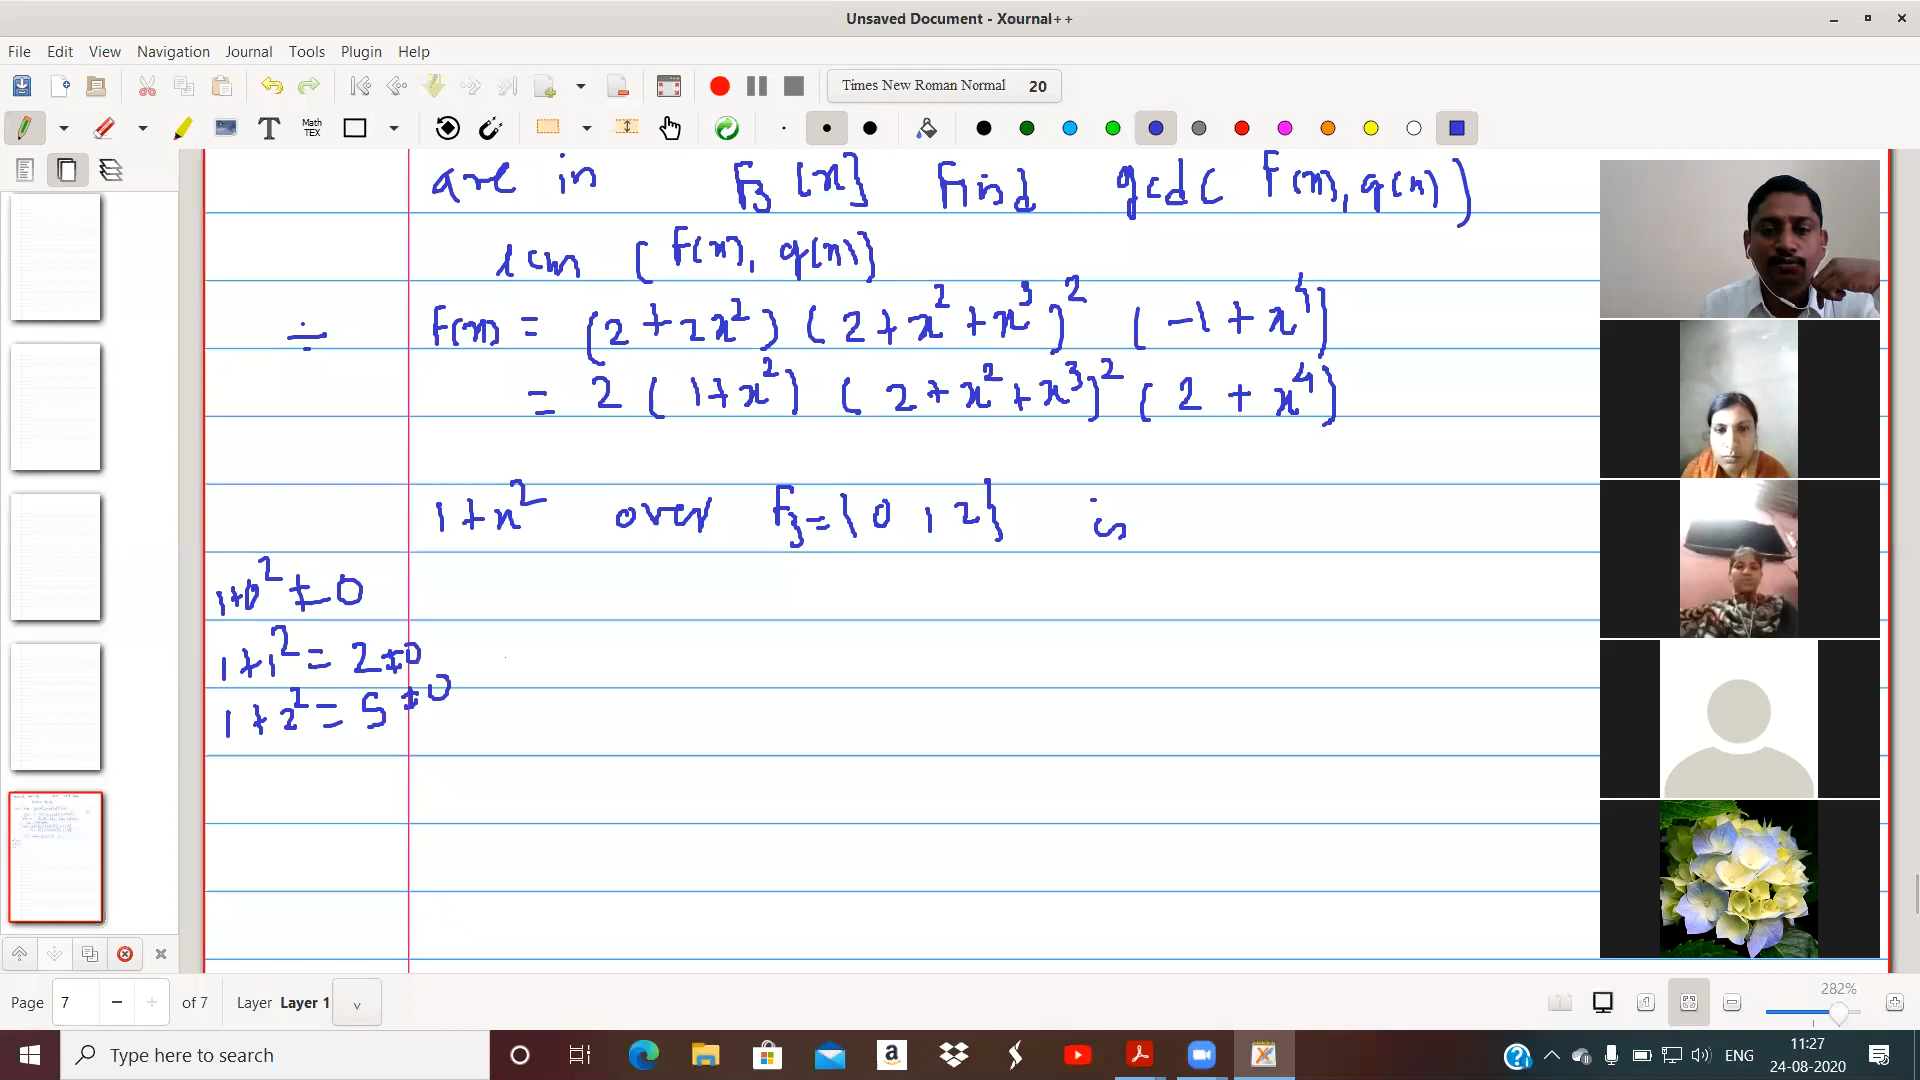 Unsaved Document - Xournal++
File Edit View Navigation Journal Tools Plugin Help
Times New Roman Normal 20
T Math TEX
are in F3 [x] Find gcd( F(x), g(x) )
lcm ( F(x), g(x) )
÷ F(x) = (2 + 2x²) ( 2 + x² + x³ )² ( -1 + x⁴ )
= 2 ( 1 + x² ) ( 2 + x² + x³ )² ( 2 + x⁴ )
1 + x² over F3 = { 0 1 2 } is
1+0² ≠ 0
1 + 1² = 2 ≠ 0
1 + 2² = 5 ≠ 0
Page 7 of 7 Layer Layer 1
282%
Type here to search
ENG
11:27
24-08-2020